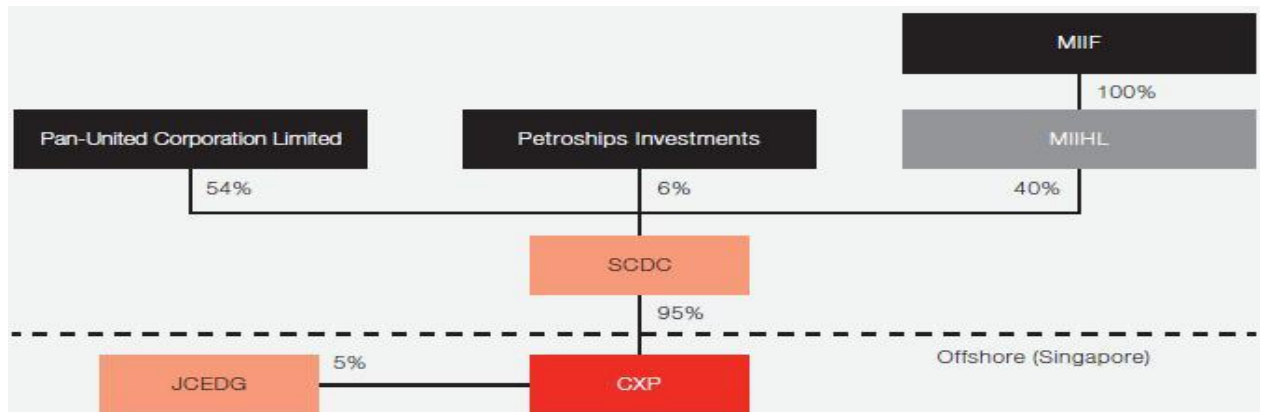 MIIF
100%
Pan-United Corporation Limited
Petroships Investments
MIIHL
54%
6%
40%
SCDC
95%
Offshore (Singapore)
5%
JCEDG
CXP